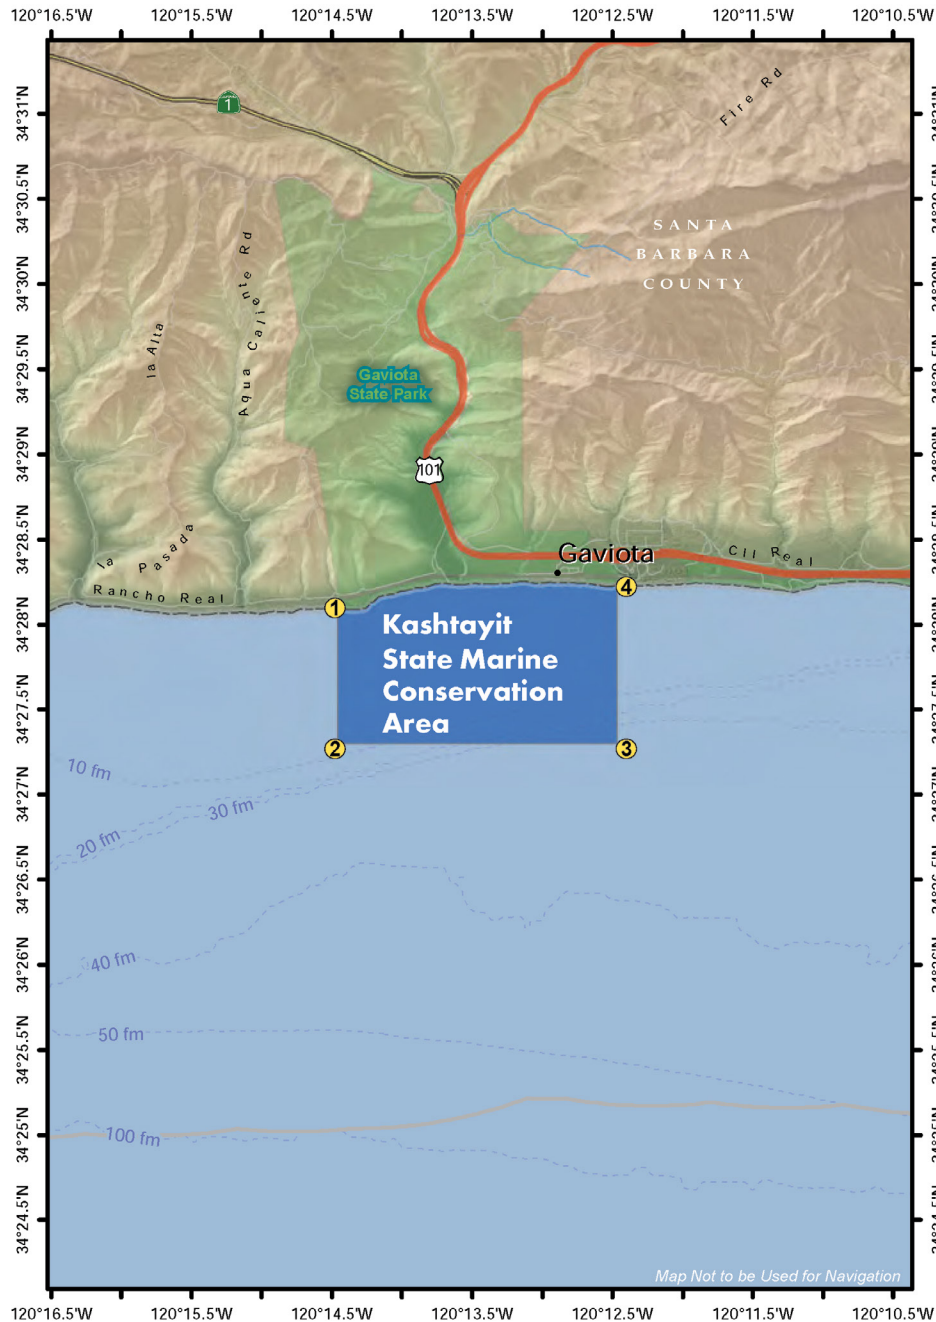 120°16.5'W 120°15.5'W 120°14.5'W 120°13.5'W 120°12.5'W 120°11.5'W 120°10.5'W
34°31'N
34°30.5'N
34°30'N
34°29.5'N
34°29'N
34°28.5'N
34°28'N
34°27.5'N
34°27'N
34°26.5'N
34°26'N
34°25.5'N
34°25'N
34°24.5'N
1
Fire Rd
SANTA
BARBARA
COUNTY
Aqua Caliente Rd
la Alta
Gaviota
State Park
101
la Pasada
Rancho Real
Gaviota
CII Real
1
4
Kashtayit
State Marine
Conservation
Area
2
3
10 fm
20 fm
30 fm
40 fm
50 fm
100 fm
Map Not to be Used for Navigation
120°16.5'W 120°15.5'W 120°14.5'W 120°13.5'W 120°12.5'W 120°11.5'W 120°10.5'W